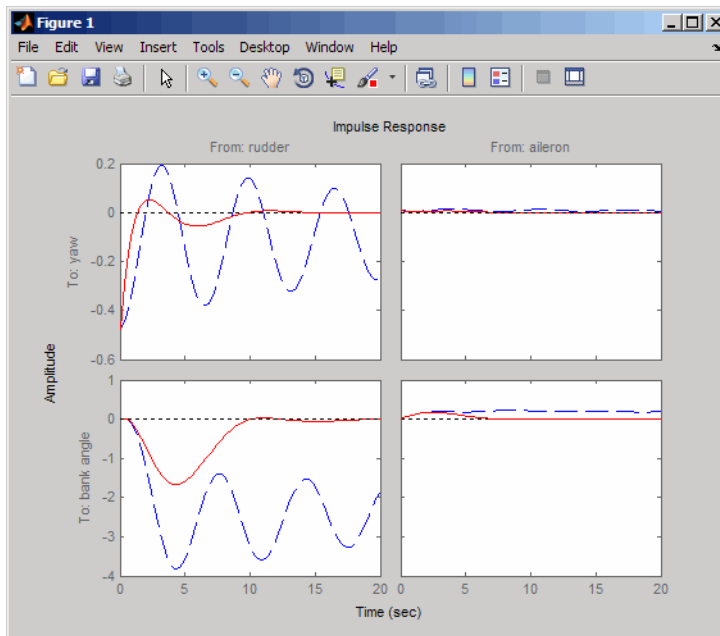 Figure 1
File Edit View Insert Tools Desktop Window Help
Impulse Response
From: rudder
From: aileron
0.2
0
-0.2
-0.4
-0.6
To: yaw
Amplitude
1
0
-1
-2
-3
-4
To: bank angle
0 5 10 15 20
0 5 10 15 20
Time (sec)